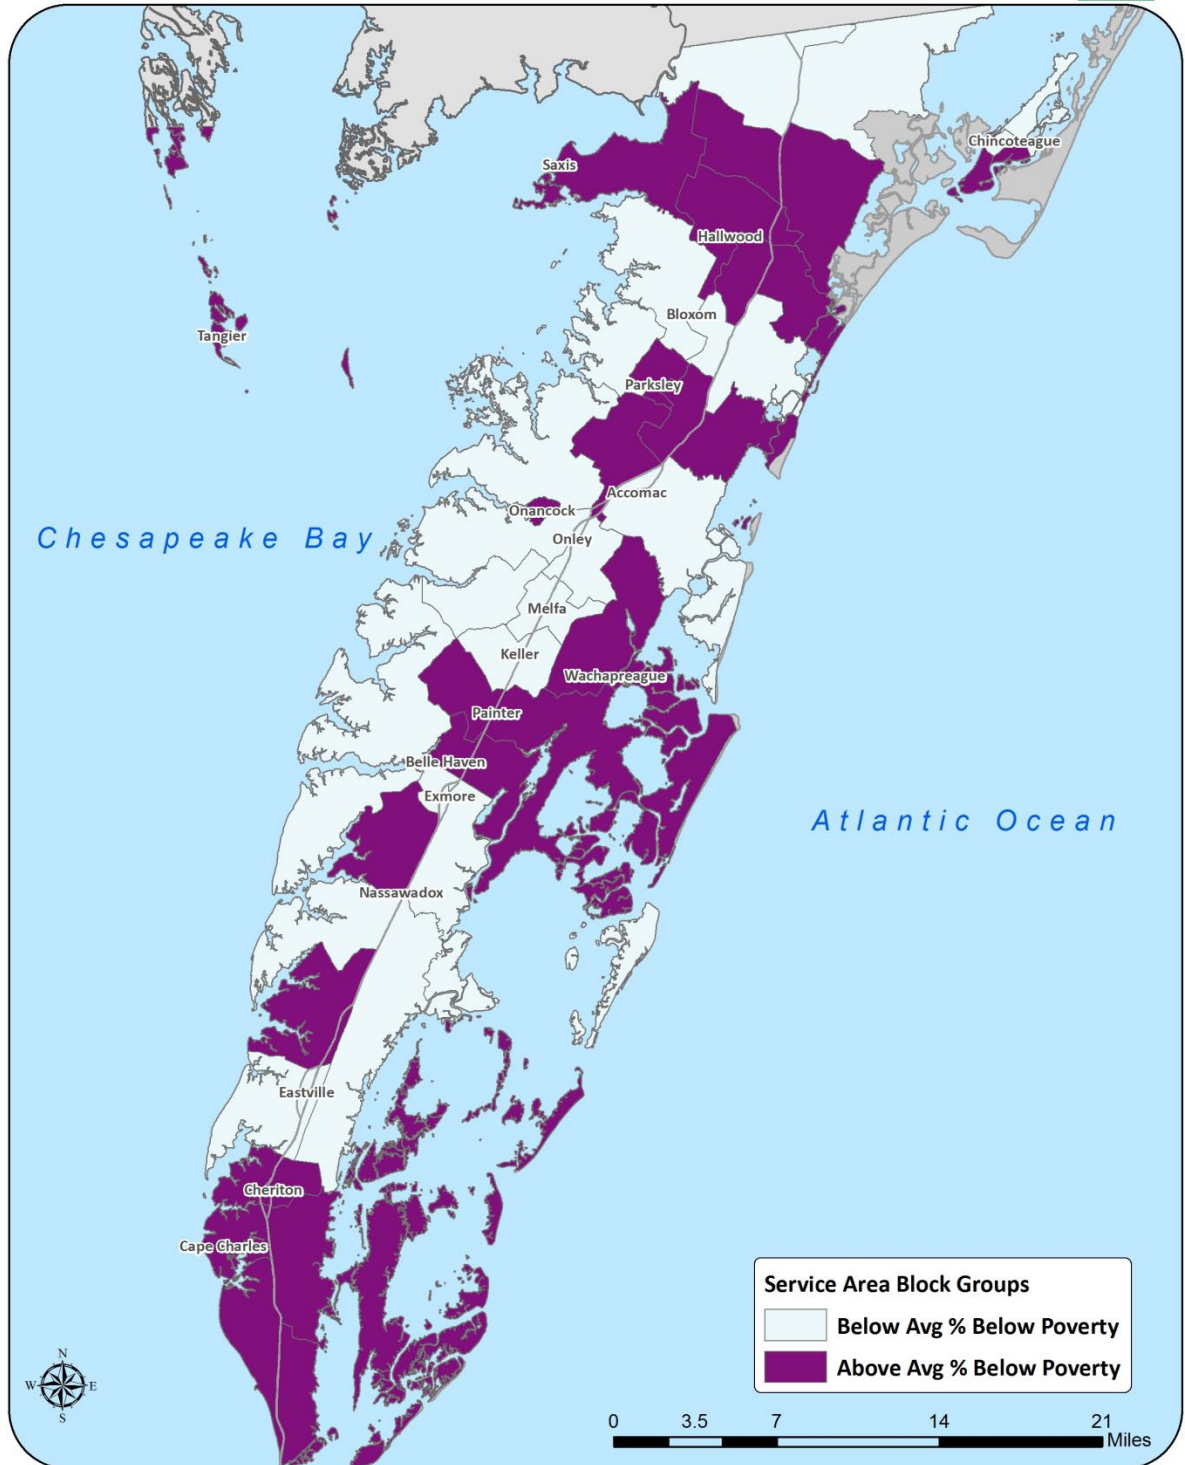 Chincoteague
Saxis
Hallwood
Bloxom
Tangier
Parksley
Accomac
Onancock
Chesapeake Bay
Onley
Melfa
Keller
Wachapreague
Painter
Belle Haven
Exmore
Atlantic Ocean
Nassawadox
Eastville
Cheriton
Cape Charles
Service Area Block Groups
Below Avg % Below Poverty
Above Avg % Below Poverty
N
W E
S
0 3.5 7 14 21
Miles